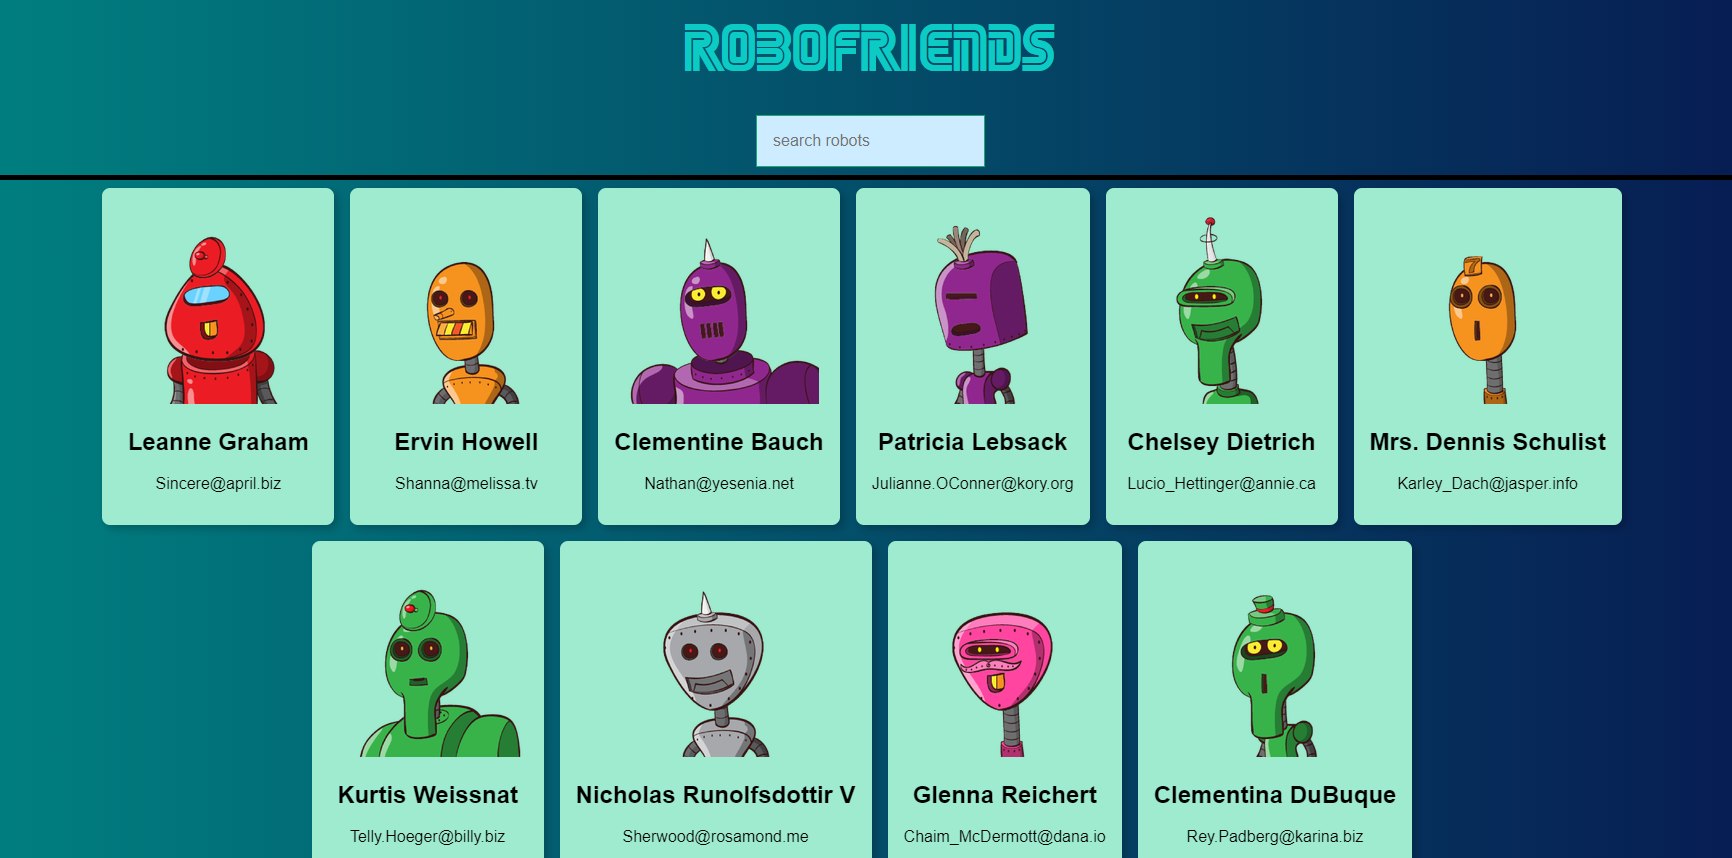 ROBOFRIENDS
search robots
7
Leanne Graham
Sincere@april.biz
Ervin Howell
Shanna@melissa.tv
Clementine Bauch
Nathan@yesenia.net
Patricia Lebsack
Julianne.OConner@kory.org
Chelsey Dietrich
Lucio_Hettinger@annie.ca
Mrs. Dennis Schulist
Karley_Dach@jasper.info
Kurtis Weissnat
Telly.Hoeger@billy.biz
Nicholas Runolfsdottir V
Sherwood@rosamond.me
Glenna Reichert
Chaim_McDermott@dana.io
Clementina DuBuque
Rey.Padberg@karina.biz